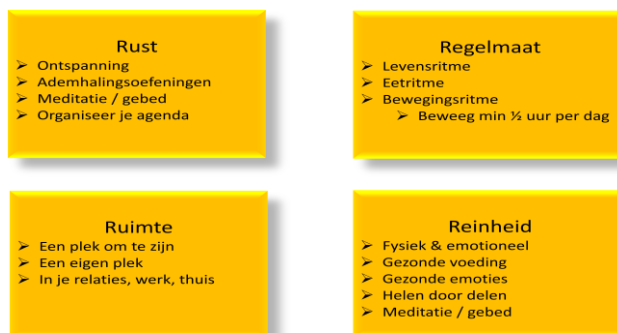 Rust
➢ Ontspanning
➢ Ademhalingsoefeningen
➢ Meditatie / gebed
➢ Organiseer je agenda
Regelmaat
➢ Levensritme
➢ Eetritme
➢ Bewegingsritme
➢ Beweeg min ½ uur per dag
Ruimte
➢ Een plek om te zijn
➢ Een eigen plek
➢ In je relaties, werk, thuis
Reinheid
➢ Fysiek & emotioneel
➢ Gezonde voeding
➢ Gezonde emoties
➢ Helen door delen
➢ Meditatie / gebed